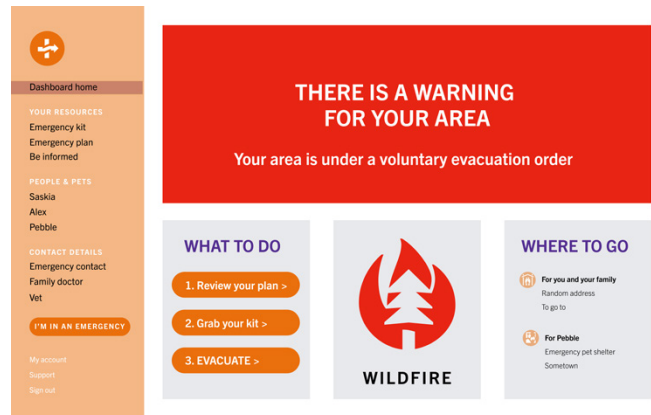 Dashboard home
YOUR RESOURCES
Emergency kit
Emergency plan
Be informed
PEOPLE & PETS
Saskia
Alex
Pebble
CONTACT DETAILS
Emergency contact
Family doctor
Vet
I'M IN AN EMERGENCY
My account
Support
Sign out
THERE IS A WARNING
FOR YOUR AREA
Your area is under a voluntary evacuation order
WHAT TO DO
1. Review your plan >
2. Grab your kit >
3. EVACUATE >
WILDFIRE
WHERE TO GO
For you and your family
Random address
To go to
For Pebble
Emergency pet shelter
Sometown